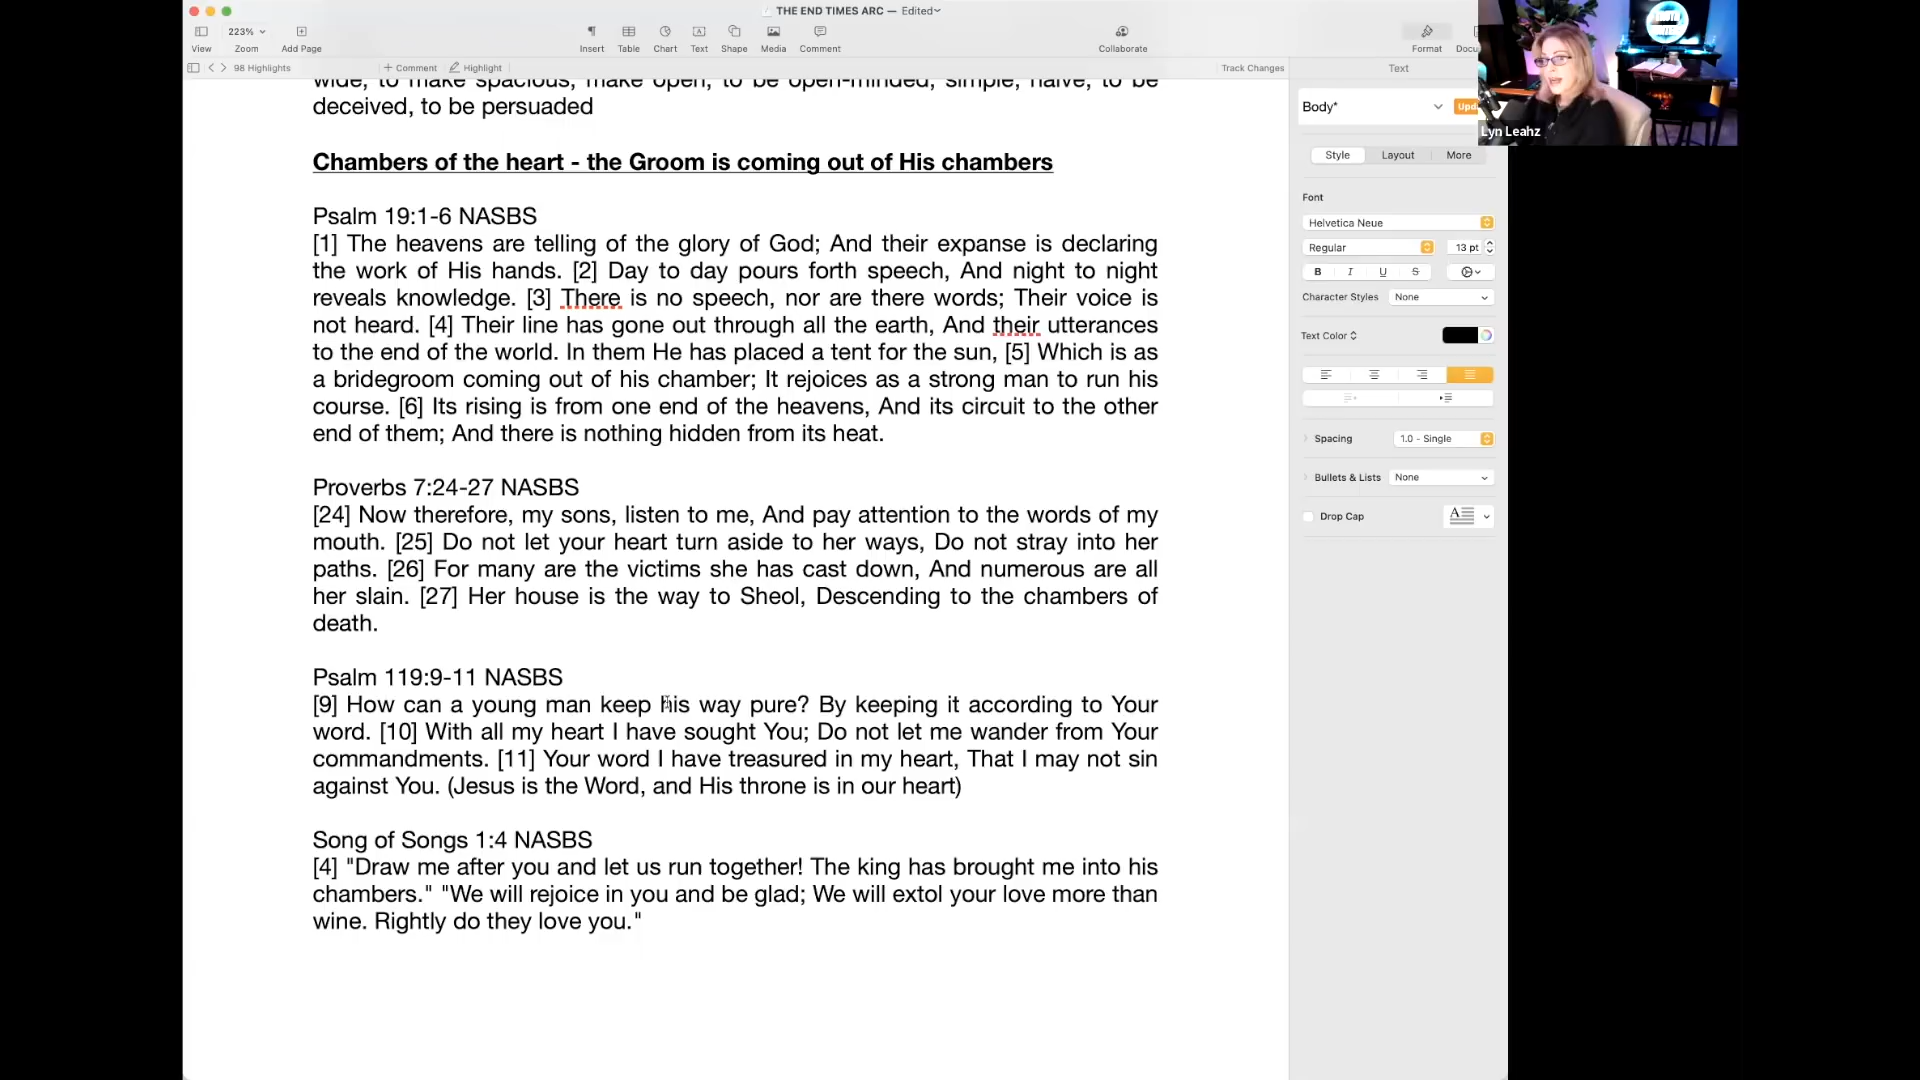 THE END TIMES ARC — Edited
223%
View
Zoom
Add Page
Insert
Table
Chart
Text
Shape
Media
Comment
Collaborate
Format
98 Highlights
Comment
Highlight
Track Changes
Text
wide, to make spacious, make open, to be open-minded, simple, naive, to be
deceived, to be persuaded
Chambers of the heart - the Groom is coming out of His chambers
Psalm 19:1-6 NASBS
[1] The heavens are telling of the glory of God; And their expanse is declaring
the work of His hands. [2] Day to day pours forth speech, And night to night
reveals knowledge. [3] There is no speech, nor are there words; Their voice is
not heard. [4] Their line has gone out through all the earth, And their utterances
to the end of the world. In them He has placed a tent for the sun, [5] Which is as
a bridegroom coming out of his chamber; It rejoices as a strong man to run his
course. [6] Its rising is from one end of the heavens, And its circuit to the other
end of them; And there is nothing hidden from its heat.
Proverbs 7:24-27 NASBS
[24] Now therefore, my sons, listen to me, And pay attention to the words of my
mouth. [25] Do not let your heart turn aside to her ways, Do not stray into her
paths. [26] For many are the victims she has cast down, And numerous are all
her slain. [27] Her house is the way to Sheol, Descending to the chambers of
death.
Psalm 119:9-11 NASBS
[9] How can a young man keep his way pure? By keeping it according to Your
word. [10] With all my heart I have sought You; Do not let me wander from Your
commandments. [11] Your word I have treasured in my heart, That I may not sin
against You. (Jesus is the Word, and His throne is in our heart)
Song of Songs 1:4 NASBS
[4] "Draw me after you and let us run together! The king has brought me into his
chambers." "We will rejoice in you and be glad; We will extol your love more than
wine. Rightly do they love you."
Body*
Lyn Leahz
Style
Layout
More
Font
Helvetica Neue
Regular
13 pt
B I U S
Character Styles
None
Text Color
Spacing
1.0 - Single
Bullets & Lists
None
Drop Cap
A